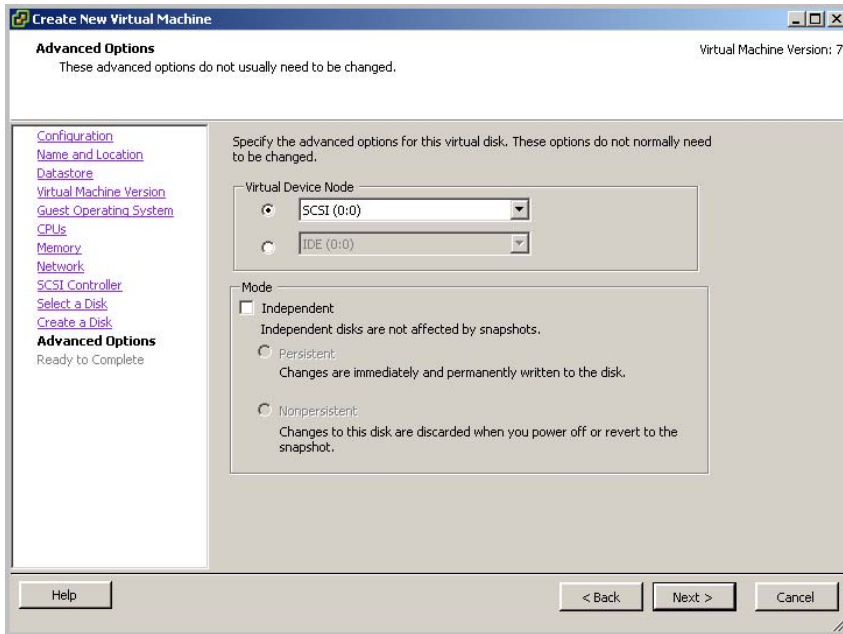 Create New Virtual Machine
Advanced Options
Virtual Machine Version: 7
These advanced options do not usually need to be changed.
Configuration
Name and Location
Datastore
Virtual Machine Version
Guest Operating System
CPUs
Memory
Network
SCSI Controller
Select a Disk
Create a Disk
Advanced Options
Ready to Complete
Specify the advanced options for this virtual disk. These options do not normally need
to be changed.
Virtual Device Node
SCSI (0:0)
IDE (0:0)
Mode
Independent
Independent disks are not affected by snapshots.
Persistent
Changes are immediately and permanently written to the disk.
Nonpersistent
Changes to this disk are discarded when you power off or revert to the
snapshot.
Help
< Back
Next >
Cancel